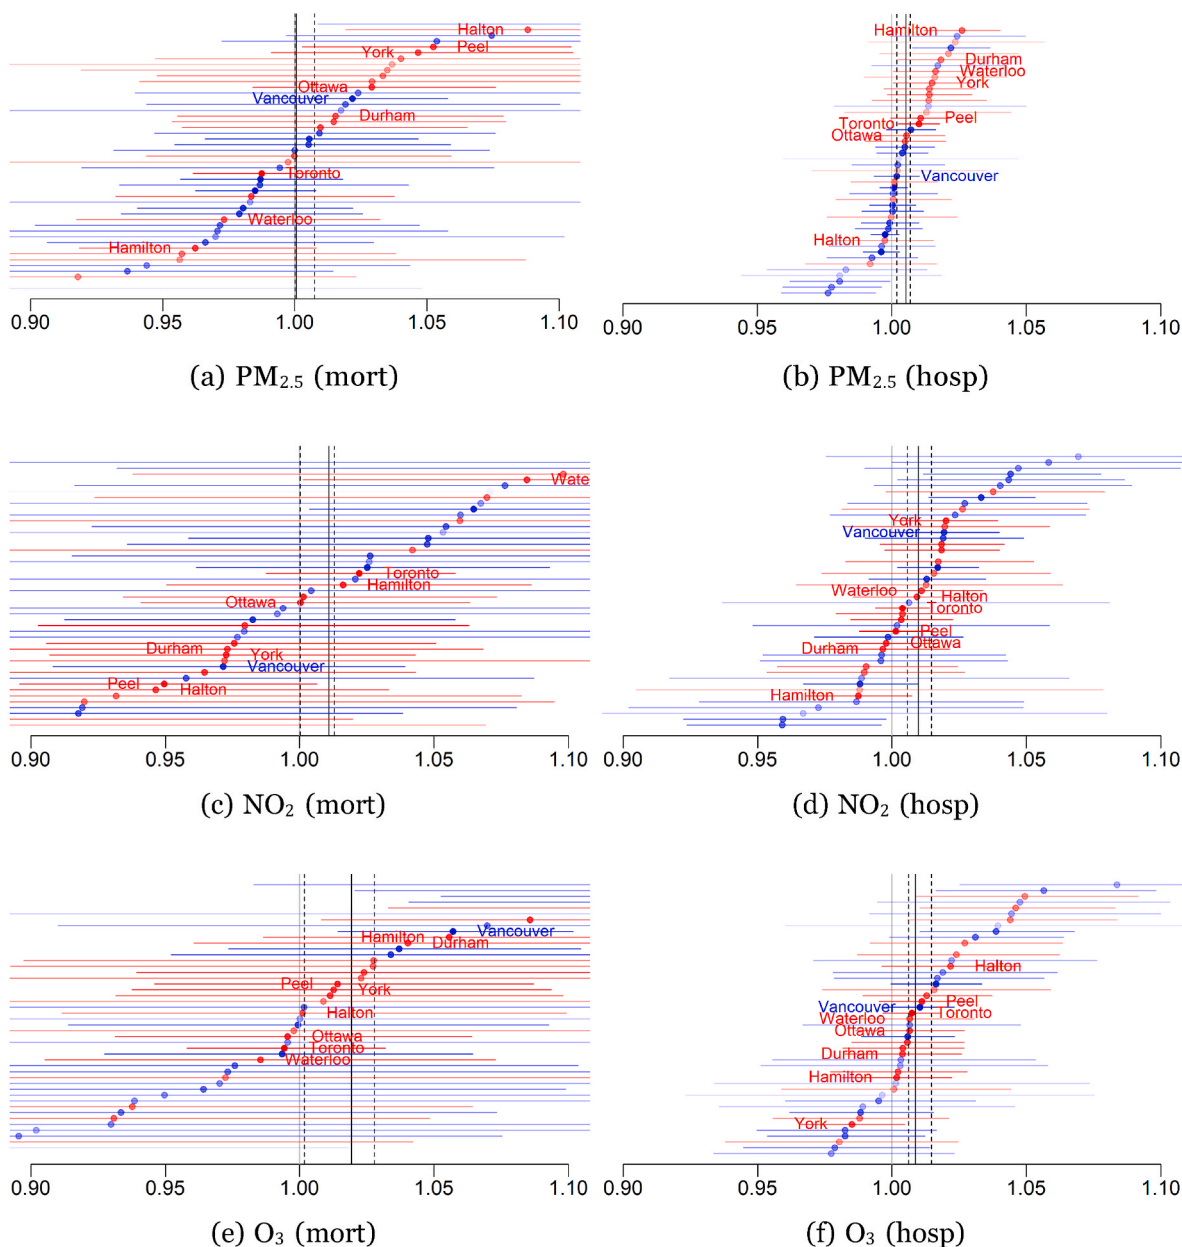 Halton
Peel
York
Ottawa
Vancouver
Durham
Toronto
Waterloo
Hamilton
0.90 0.95 1.00 1.05 1.10
(a) PM2.5 (mort)
Hamilton
Durham
Waterloo
York
Peel
Toronto
Ottawa
Vancouver
Halton
0.90 0.95 1.00 1.05 1.10
(b) PM2.5 (hosp)
Wate
Toronto
Hamilton
Ottawa
Durham
York
Vancouver
Peel
Halton
0.90 0.95 1.00 1.05 1.10
(c) NO2 (mort)
York
Vancouver
Waterloo
Halton
Toronto
Peel
Ottawa
Durham
Hamilton
0.90 0.95 1.00 1.05 1.10
(d) NO2 (hosp)
Vancouver
Hamilton
Durham
Peel
York
Halton
Ottawa
Toronto
Waterloo
0.90 0.95 1.00 1.05 1.10
(e) O3 (mort)
Halton
Peel
Vancouver
Toronto
Waterloo
Ottawa
Durham
Hamilton
York
0.90 0.95 1.00 1.05 1.10
(f) O3 (hosp)